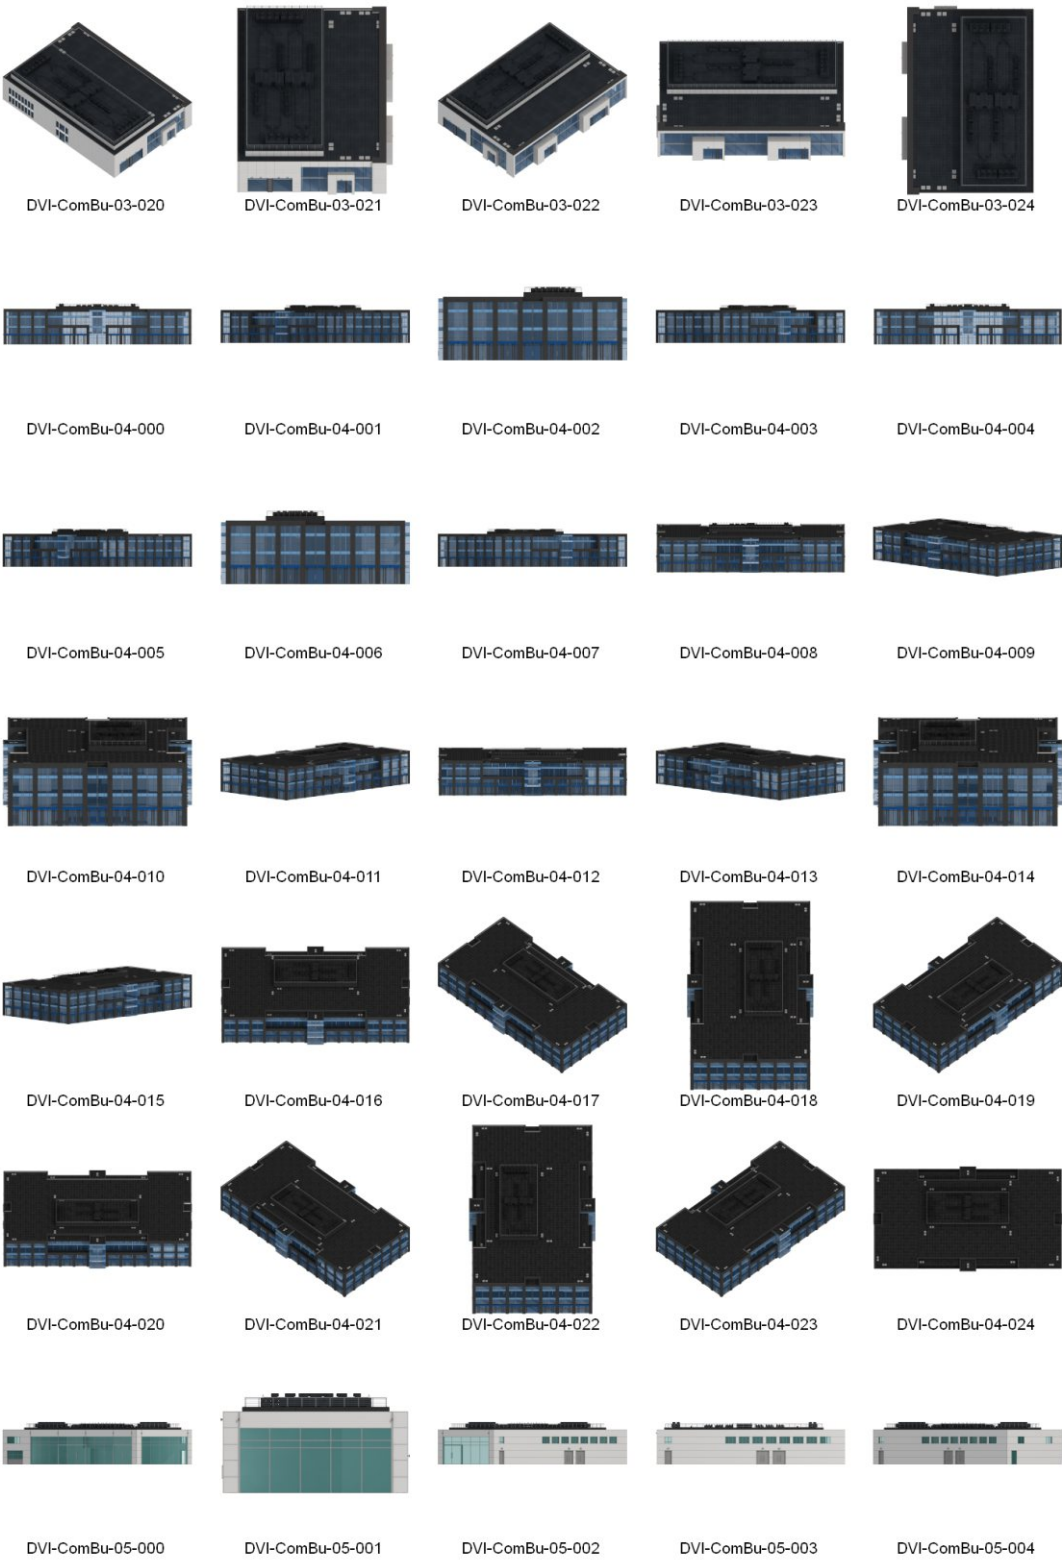 DVI-ComBu-03-020 DVI-ComBu-03-021 DVI-ComBu-03-022 DVI-ComBu-03-023 DVI-ComBu-03-024
DVI-ComBu-04-000 DVI-ComBu-04-001 DVI-ComBu-04-002 DVI-ComBu-04-003 DVI-ComBu-04-004
DVI-ComBu-04-005 DVI-ComBu-04-006 DVI-ComBu-04-007 DVI-ComBu-04-008 DVI-ComBu-04-009
DVI-ComBu-04-010 DVI-ComBu-04-011 DVI-ComBu-04-012 DVI-ComBu-04-013 DVI-ComBu-04-014
DVI-ComBu-04-015 DVI-ComBu-04-016 DVI-ComBu-04-017 DVI-ComBu-04-018 DVI-ComBu-04-019
DVI-ComBu-04-020 DVI-ComBu-04-021 DVI-ComBu-04-022 DVI-ComBu-04-023 DVI-ComBu-04-024
DVI-ComBu-05-000 DVI-ComBu-05-001 DVI-ComBu-05-002 DVI-ComBu-05-003 DVI-ComBu-05-004